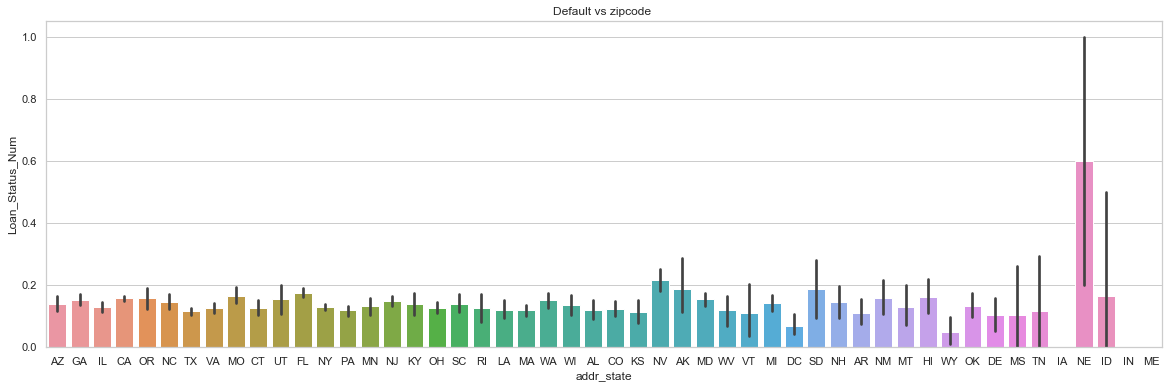 Default vs zipcode
1.0
0.8
0.6
0.4
0.2
0.0
Loan_Status_Num
AZ GA IL CA OR NC TX VA MO CT UT FL NY PA MN NJ KY OH SC RI LA MA WA WI AL CO KS NV AK MD WV VT MI DC SD NH AR NM MT HI WY OK DE MS TN IA NE ID IN ME
addr_state